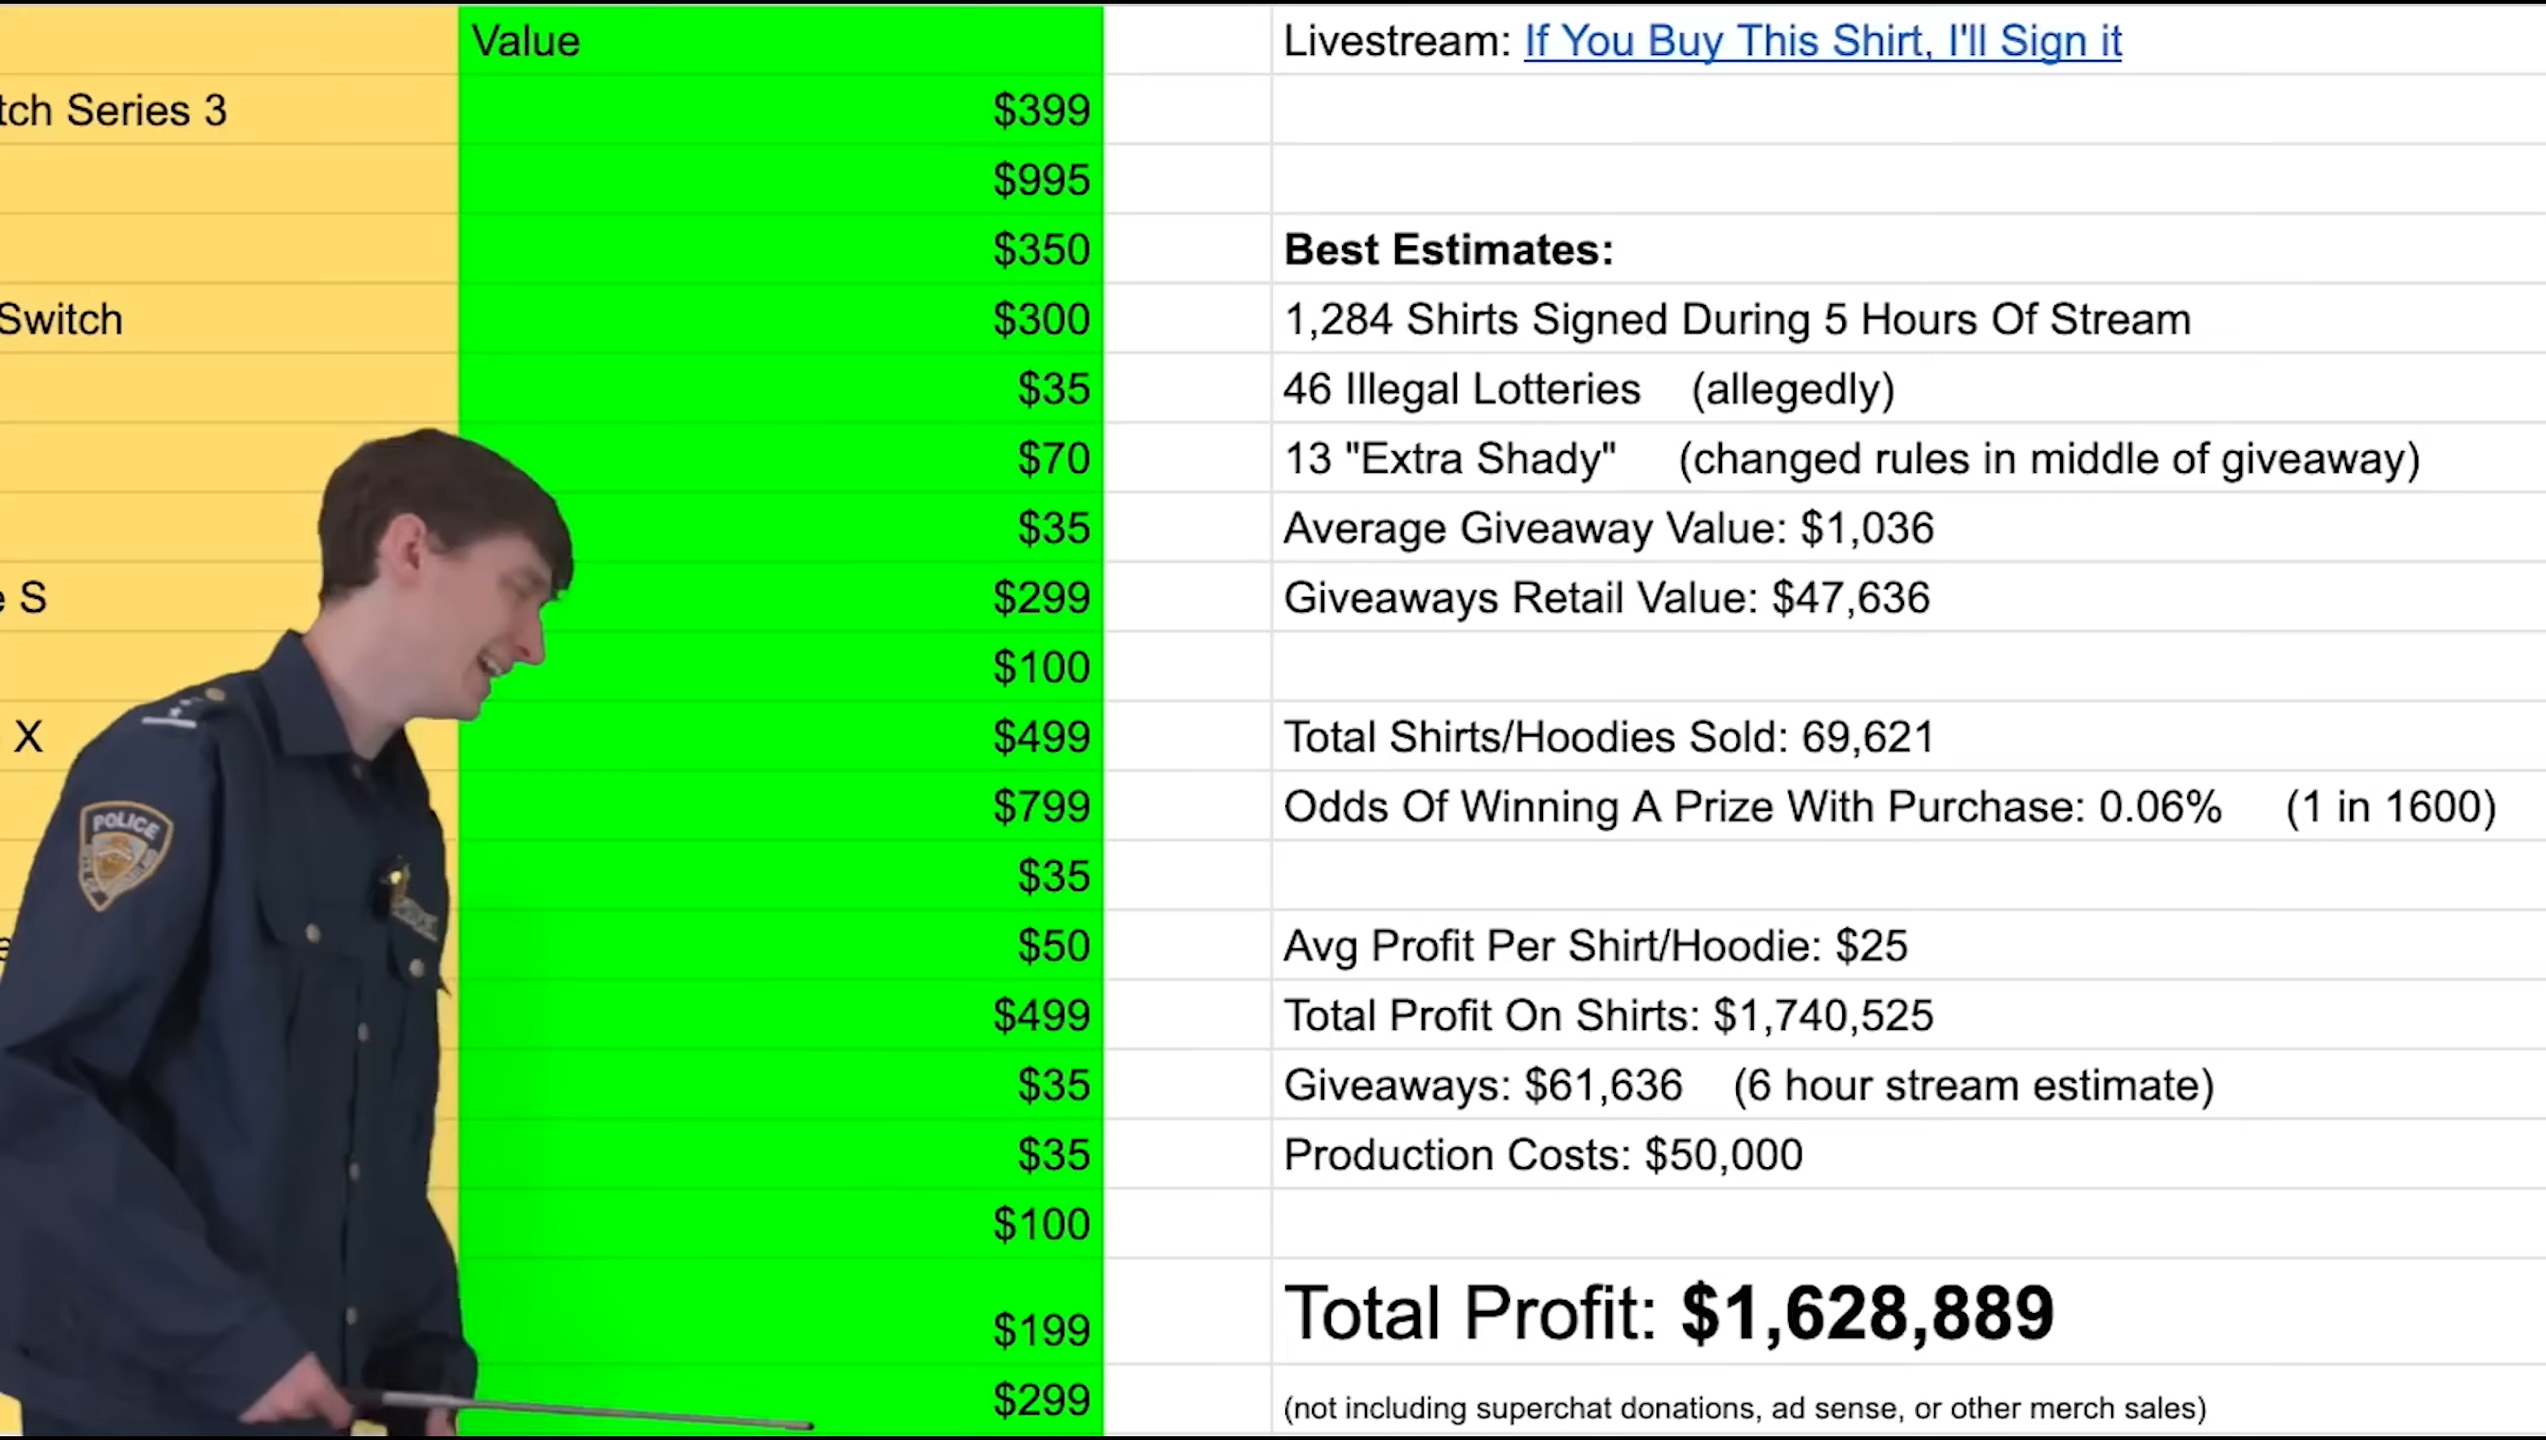 Value
Livestream: If You Buy This Shirt, I'll Sign it
tch Series 3
$399
$995
$350
Best Estimates:
Switch
$300
1,284 Shirts Signed During 5 Hours Of Stream
$35
46 Illegal Lotteries (allegedly)
$70
13 "Extra Shady" (changed rules in middle of giveaway)
$35
Average Giveaway Value: $1,036
e S
$299
Giveaways Retail Value: $47,636
$100
X
$499
Total Shirts/Hoodies Sold: 69,621
$799
Odds Of Winning A Prize With Purchase: 0.06% (1 in 1600)
POLICE
$35
$50
Avg Profit Per Shirt/Hoodie: $25
$499
Total Profit On Shirts: $1,740,525
$35
Giveaways: $61,636 (6 hour stream estimate)
$35
Production Costs: $50,000
$100
$199
Total Profit: $1,628,889
$299
(not including superchat donations, ad sense, or other merch sales)